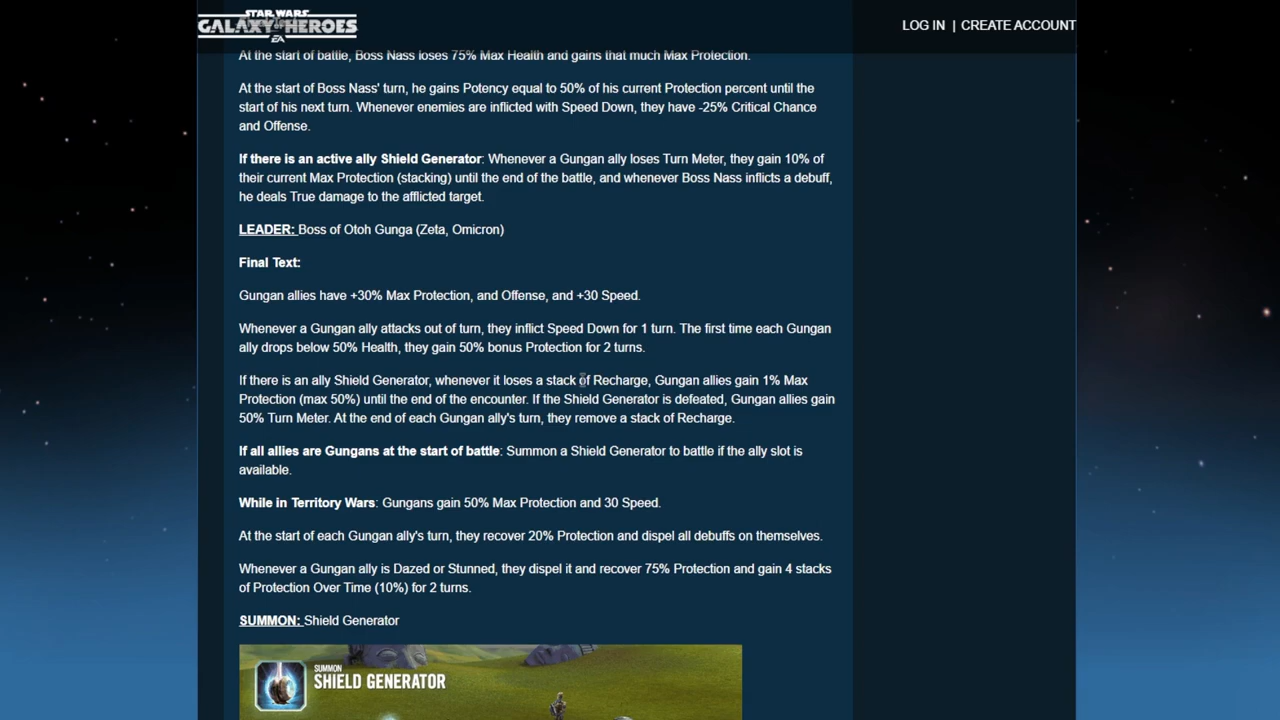 STAR WARS
GALAXY OF HEROES
EA
LOG IN | CREATE ACCOUNT
At the start of battle, Boss Nass loses 75% Max Health and gains that much Max Protection.
At the start of Boss Nass' turn, he gains Potency equal to 50% of his current Protection percent until the
start of his next turn. Whenever enemies are inflicted with Speed Down, they have -25% Critical Chance
and Offense.
If there is an active ally Shield Generator: Whenever a Gungan ally loses Turn Meter, they gain 10% of
their current Max Protection (stacking) until the end of the battle, and whenever Boss Nass inflicts a debuff,
he deals True damage to the afflicted target.
LEADER: Boss of Otoh Gunga (Zeta, Omicron)
Final Text:
Gungan allies have +30% Max Protection, and Offense, and +30 Speed.
Whenever a Gungan ally attacks out of turn, they inflict Speed Down for 1 turn. The first time each Gungan
ally drops below 50% Health, they gain 50% bonus Protection for 2 turns.
If there is an ally Shield Generator, whenever it loses a stack of Recharge, Gungan allies gain 1% Max
Protection (max 50%) until the end of the encounter. If the Shield Generator is defeated, Gungan allies gain
50% Turn Meter. At the end of each Gungan ally's turn, they remove a stack of Recharge.
If all allies are Gungans at the start of battle: Summon a Shield Generator to battle if the ally slot is
available.
While in Territory Wars: Gungans gain 50% Max Protection and 30 Speed.
At the start of each Gungan ally's turn, they recover 20% Protection and dispel all debuffs on themselves.
Whenever a Gungan ally is Dazed or Stunned, they dispel it and recover 75% Protection and gain 4 stacks
of Protection Over Time (10%) for 2 turns.
SUMMON: Shield Generator
SUMMON
SHIELD GENERATOR